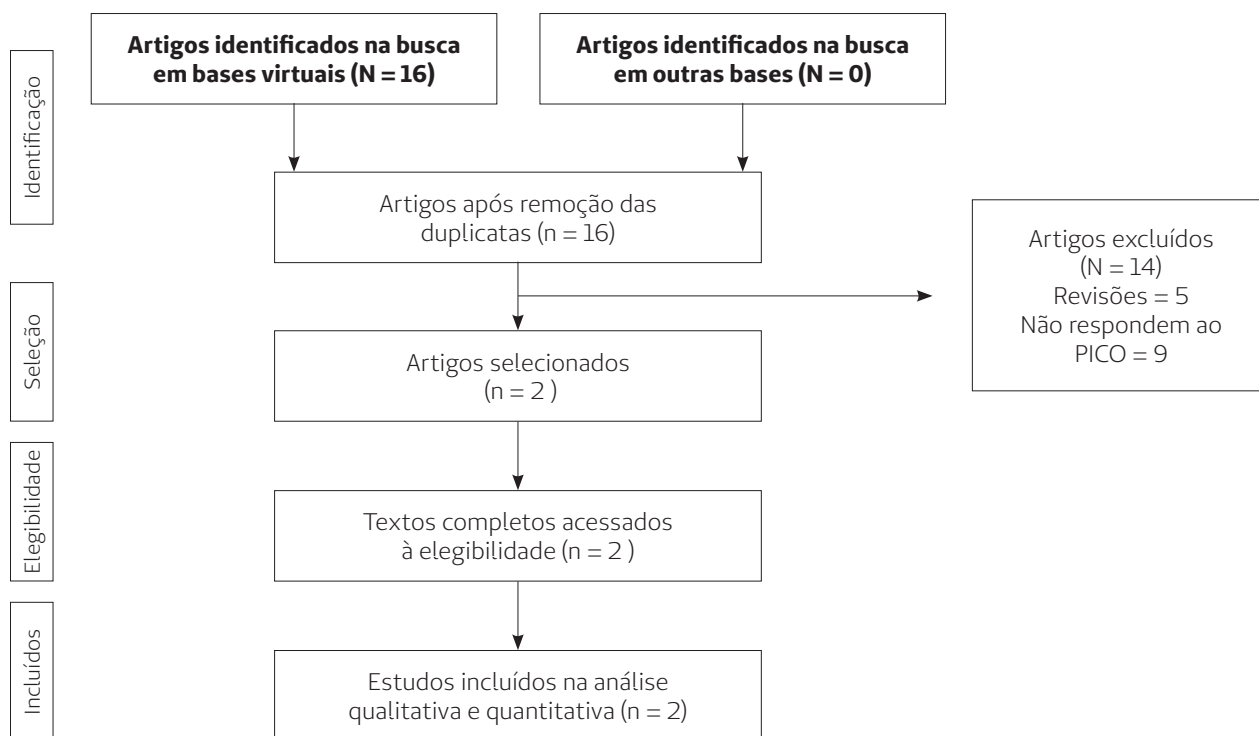 Identificação
Artigos identificados na busca
em bases virtuais (N = 16)
Artigos identificados na busca
em outras bases (N = 0)
Artigos após remoção das
duplicatas (n = 16)
Artigos excluídos
(N = 14)
Revisões = 5
Não respondem ao
PICO = 9
Seleção
Artigos selecionados
(n = 2 )
Elegibilidade
Textos completos acessados
à elegibilidade (n = 2 )
Incluídos
Estudos incluídos na análise
qualitativa e quantitativa (n = 2)